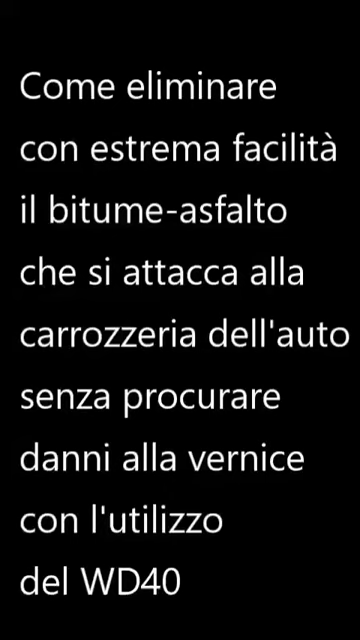 Come eliminare
con estrema facilità
il bitume-asfalto
che si attacca alla
carrozzeria dell'auto
senza procurare
danni alla vernice
con l'utilizzo
del WD40